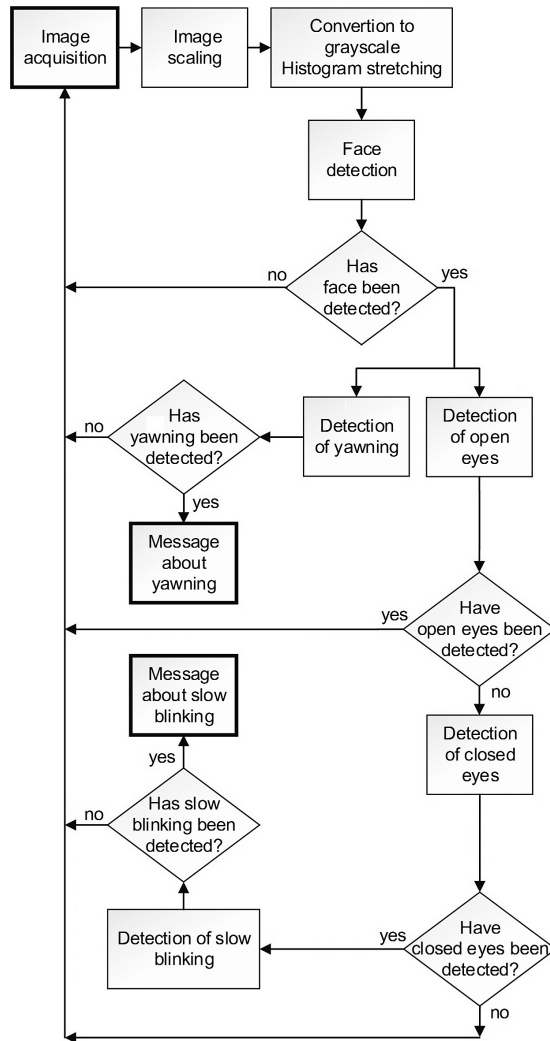 Image
acquisition
Image
scaling
Convertion to
grayscale
Histogram stretching
Face
detection
Has
face been
detected?
no
yes
Detection
of yawning
Detection
of open
eyes
Has
yawning been
detected?
no
yes
Message
about
yawning
Have
open eyes been
detected?
yes
no
Detection
of closed
eyes
Message
about slow
blinking
yes
Has slow
blinking been
detected?
no
Detection of slow
blinking
Have
closed eyes been
detected?
yes
no